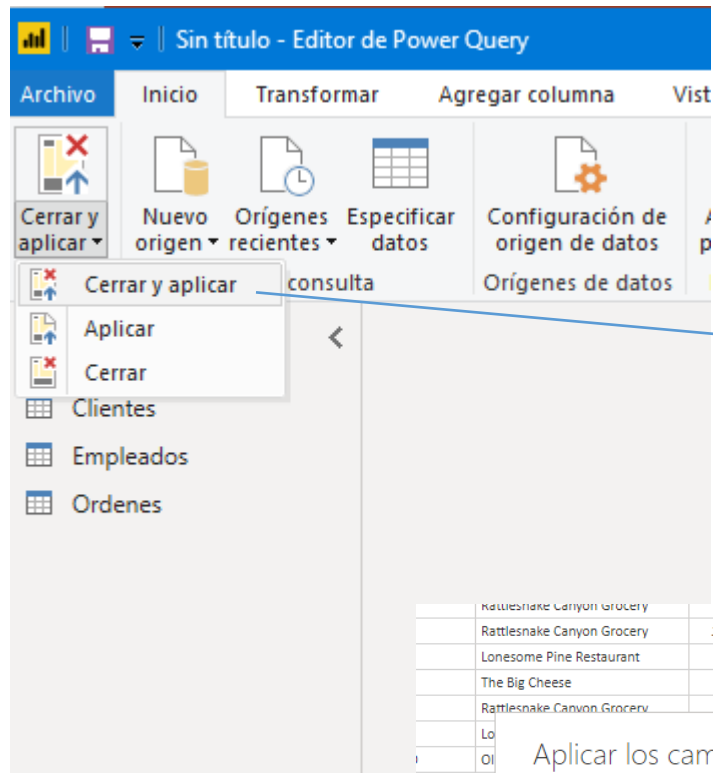 Sin título - Editor de Power Query
Archivo Inicio Transformar Agregar columna Vist
Cerrar y aplicar
Nuevo origen
Orígenes recientes
Especificar datos
Configuración de origen de datos
consulta
Orígenes de datos
Cerrar y aplicar
Aplicar
Cerrar
Clientes
Empleados
Ordenes
Rattlesnake Canyon Grocery
Rattlesnake Canyon Grocery
Lonesome Pine Restaurant
The Big Cheese
Rattlesnake Canyon Grocery
Lo
Ol
Aplicar los cam